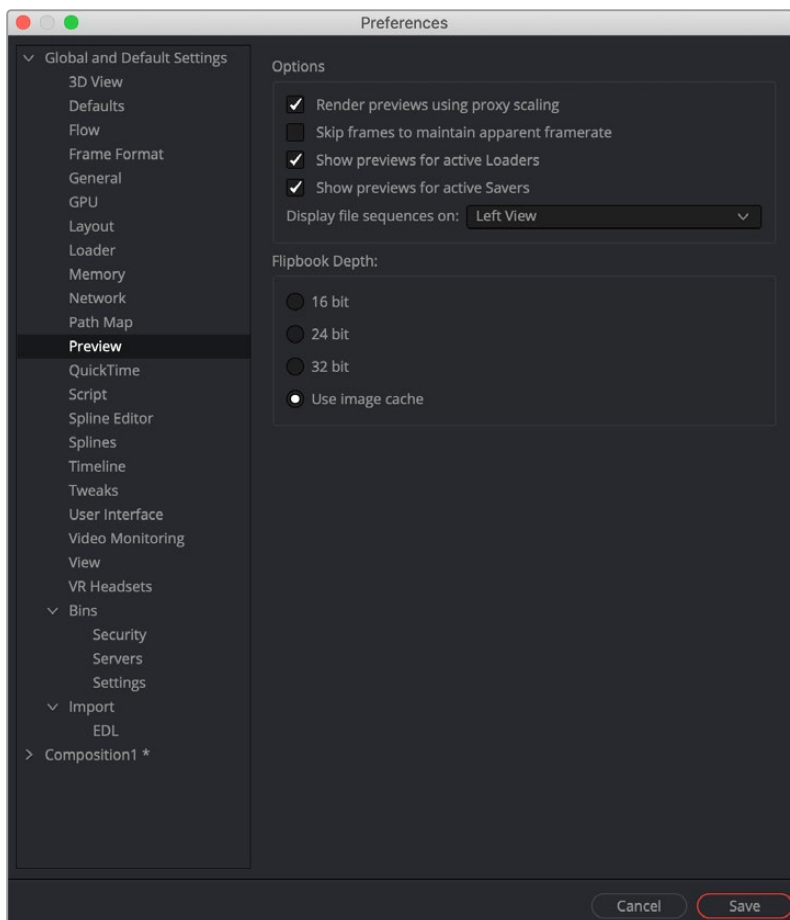 Preferences
Global and Default Settings
3D View
Defaults
Flow
Frame Format
General
GPU
Layout
Loader
Memory
Network
Path Map
Preview
QuickTime
Script
Spline Editor
Splines
Timeline
Tweaks
User Interface
Video Monitoring
View
VR Headsets
Bins
Security
Servers
Settings
Import
EDL
Composition1 *
Options
Render previews using proxy scaling
Skip frames to maintain apparent framerate
Show previews for active Loaders
Show previews for active Savers
Display file sequences on: Left View
Flipbook Depth:
16 bit
24 bit
32 bit
Use image cache
Cancel Save